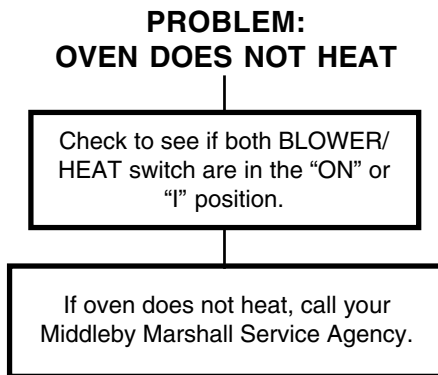 PROBLEM:
OVEN DOES NOT HEAT
Check to see if both BLOWER/
HEAT switch are in the “ON” or
“I” position.
If oven does not heat, call your
Middleby Marshall Service Agency.